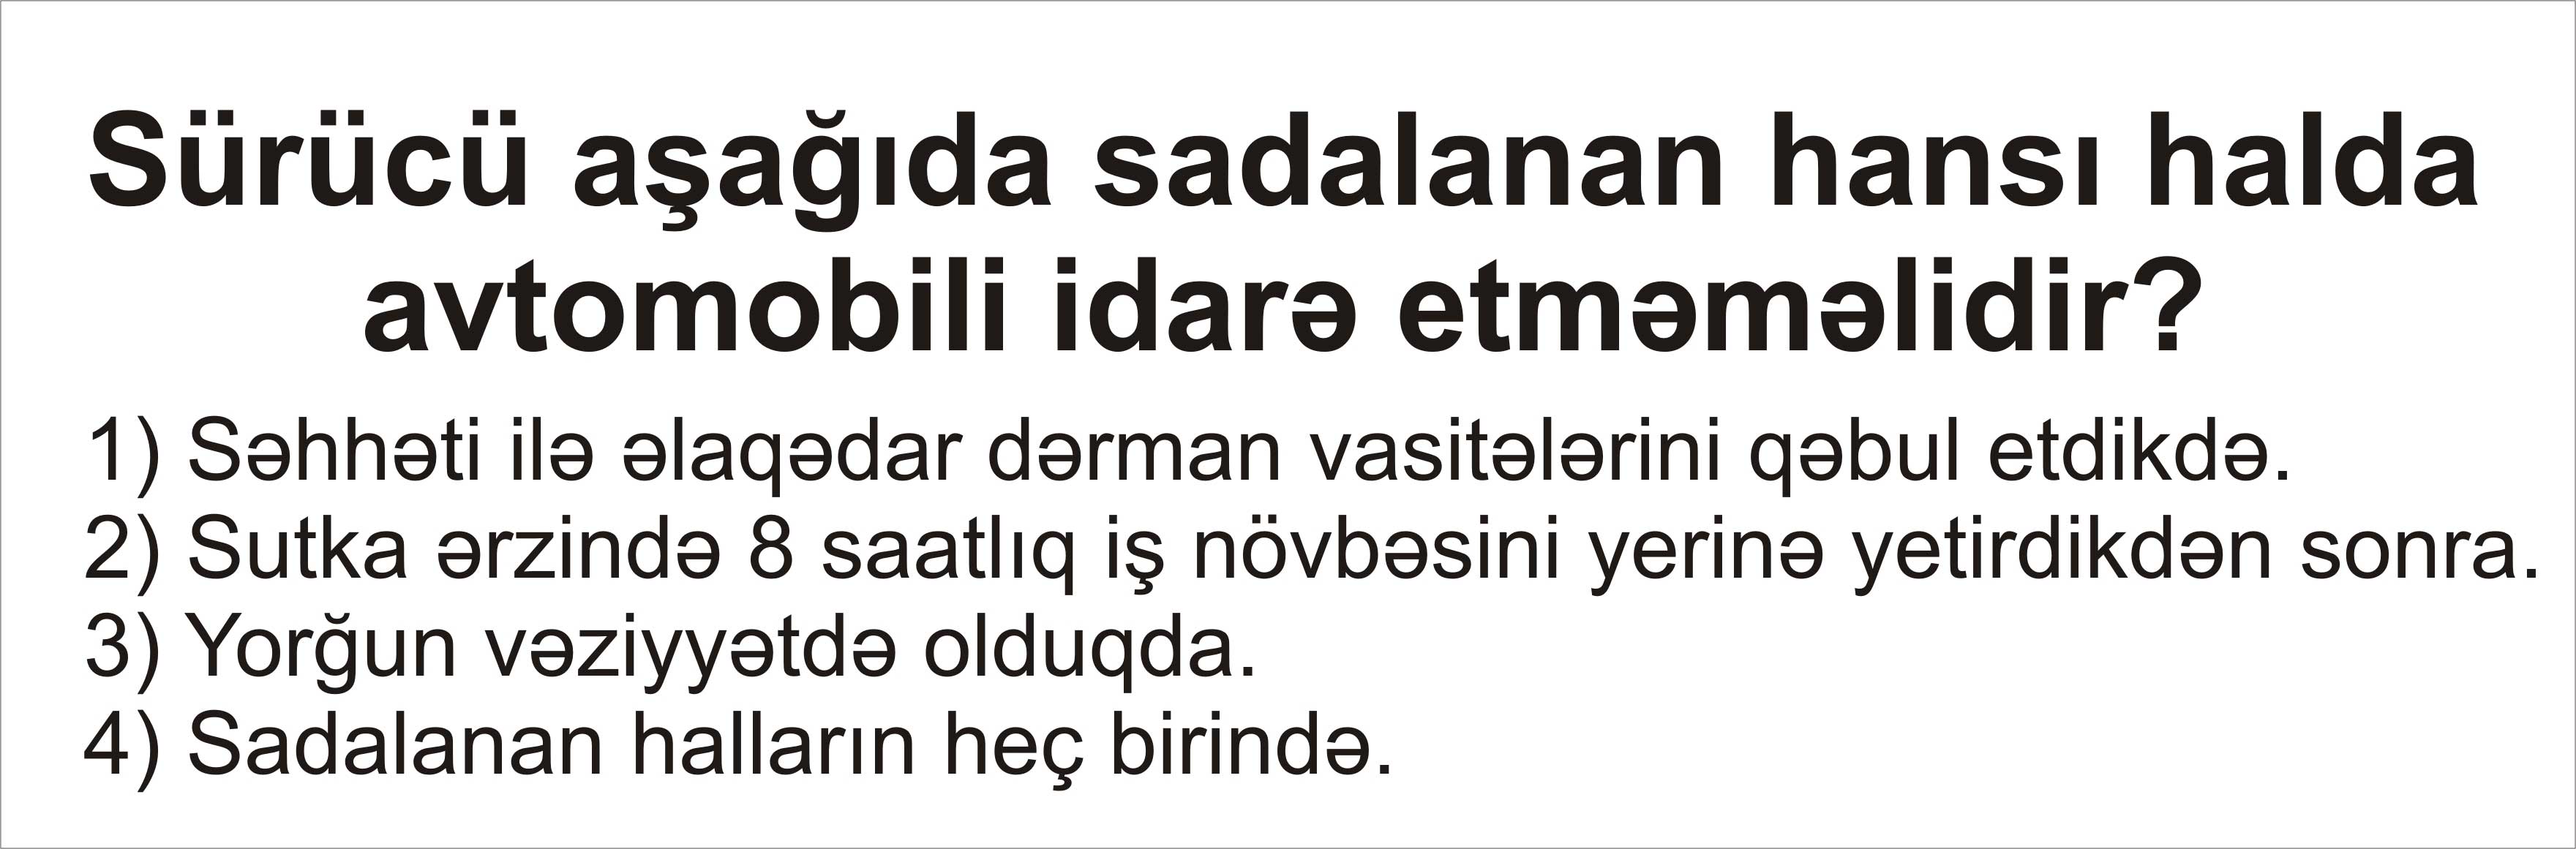 Sürücü aşağıda sadalanan hansı halda
avtomobili idarə etməməlidir?
1) Səhhəti ilə əlaqədar dərman vasitələrini qəbul etdikdə.
2) Sutka ərzində 8 saatlıq iş növbəsini yerinə yetirdikdən sonra.
3) Yorğun vəziyyətdə olduqda.
4) Sadalanan halların heç birində.